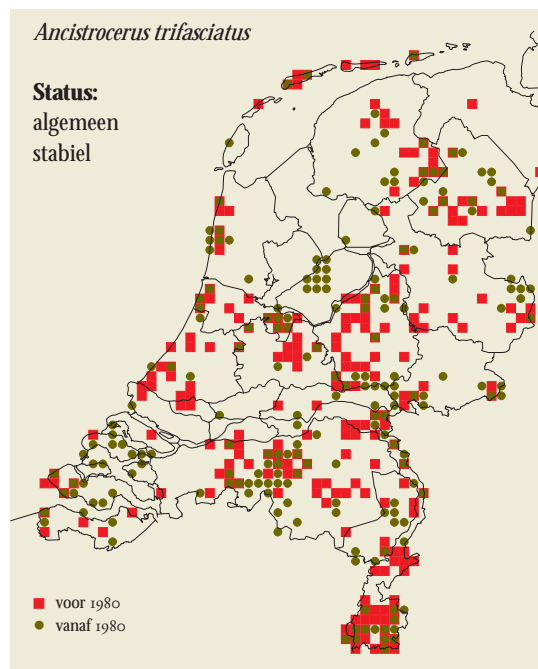 Ancistrocerus trifasciatus
Status:
algemeen
stabiel
voor 1980
vanaf 1980